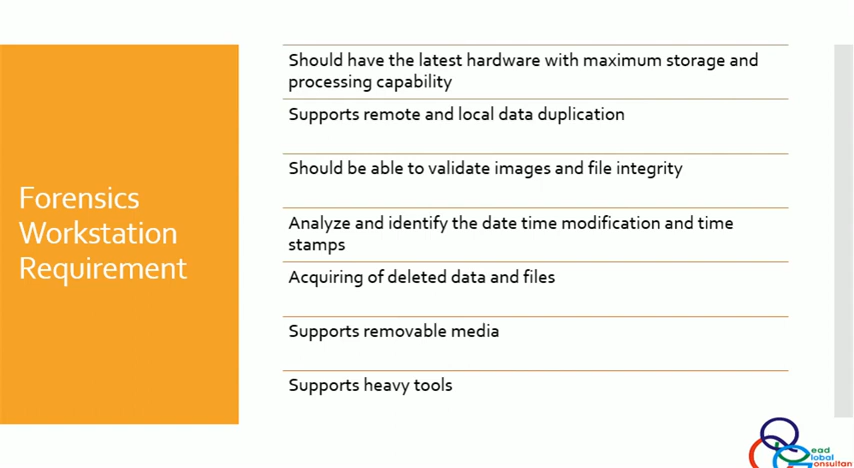 Forensics
Workstation
Requirement
Should have the latest hardware with maximum storage and
processing capability
Supports remote and local data duplication
Should be able to validate images and file integrity
Analyze and identify the date time modification and time
stamps
Acquiring of deleted data and files
Supports removable media
Supports heavy tools
ead
lobal
onsultan